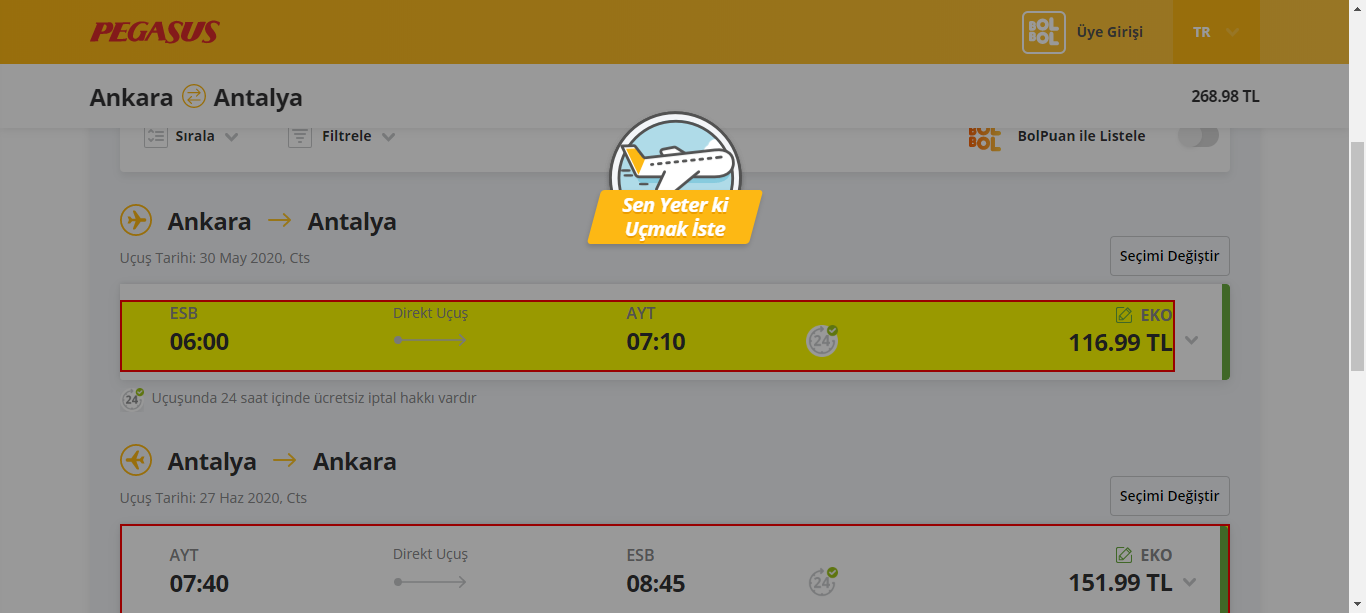 PEGASUS
BOL BOL
Üye Girişi
TR
Ankara Antalya
268.98 TL
Sırala
Filtrele
BOL BOL
BolPuan ile Listele
Sen Yeter ki
Uçmak İste
Ankara → Antalya
Uçuş Tarihi: 30 May 2020, Cts
Seçimi Değiştir
ESB Direkt Uçuş AYT EKO
06:00 07:10 24 116.99 TL
24 Uçuşunda 24 saat içinde ücretsiz iptal hakkı vardır
Antalya → Ankara
Uçuş Tarihi: 27 Haz 2020, Cts
Seçimi Değiştir
AYT Direkt Uçuş ESB EKO
07:40 08:45 24 151.99 TL